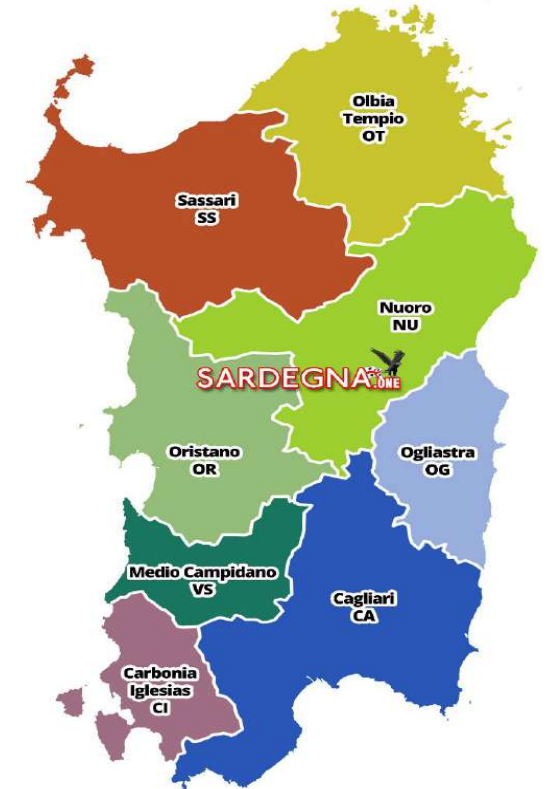 Olbia
Tempio
OT
Sassari
SS
Nuoro
NU
SARDEGNA.ONE
Oristano
OR
Ogliastra
OG
Medio Campidano
VS
Cagliari
CA
Carbonia
Iglesias
CI